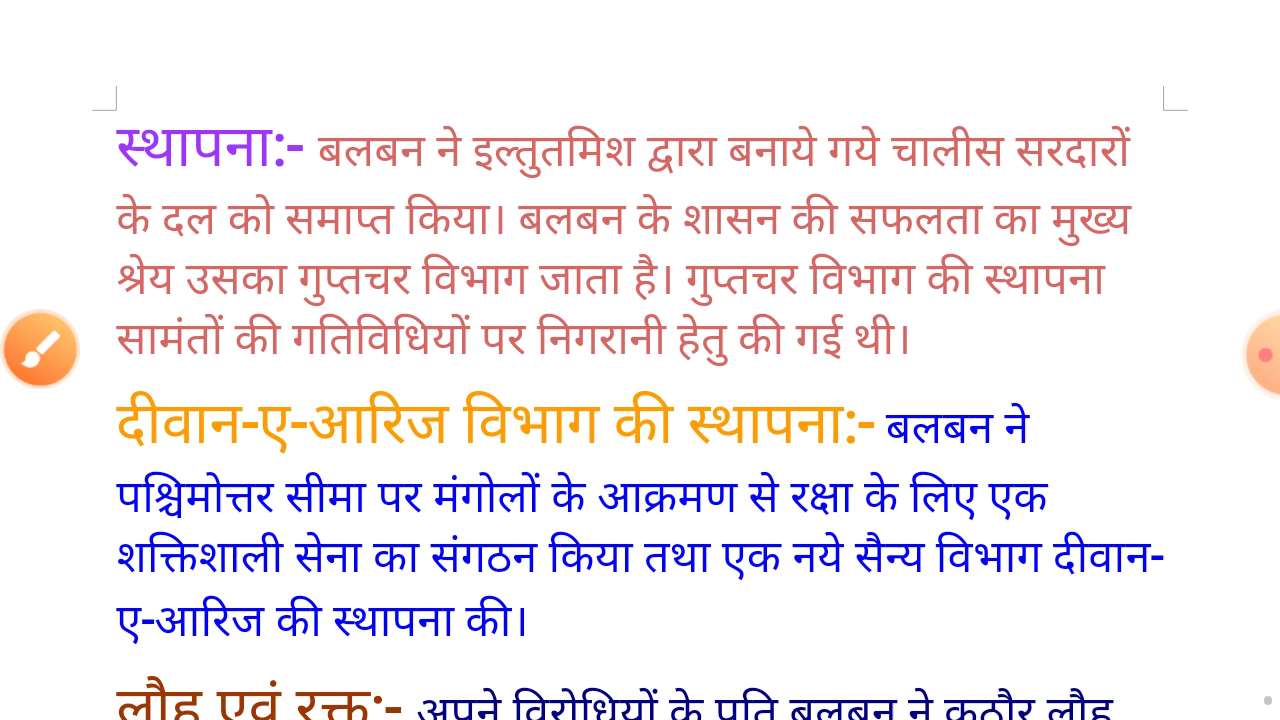 स्थापना:- बलबन ने इल्तुतमिश द्वारा बनाये गये चालीस सरदारों
के दल को समाप्त किया। बलबन के शासन की सफलता का मुख्य
श्रेय उसका गुप्तचर विभाग जाता है। गुप्तचर विभाग की स्थापना
सामंतों की गतिविधियों पर निगरानी हेतु की गई थी।
दीवान-ए-आरिज विभाग की स्थापना:- बलबन ने
पश्चिमोत्तर सीमा पर मंगोलों के आक्रमण से रक्षा के लिए एक
शक्तिशाली सेना का संगठन किया तथा एक नये सैन्य विभाग दीवान-
ए-आरिज की स्थापना की।
लौह एवं रक्त:- अपने विरोधियों के प्रति बलबन ने कठौर लौह